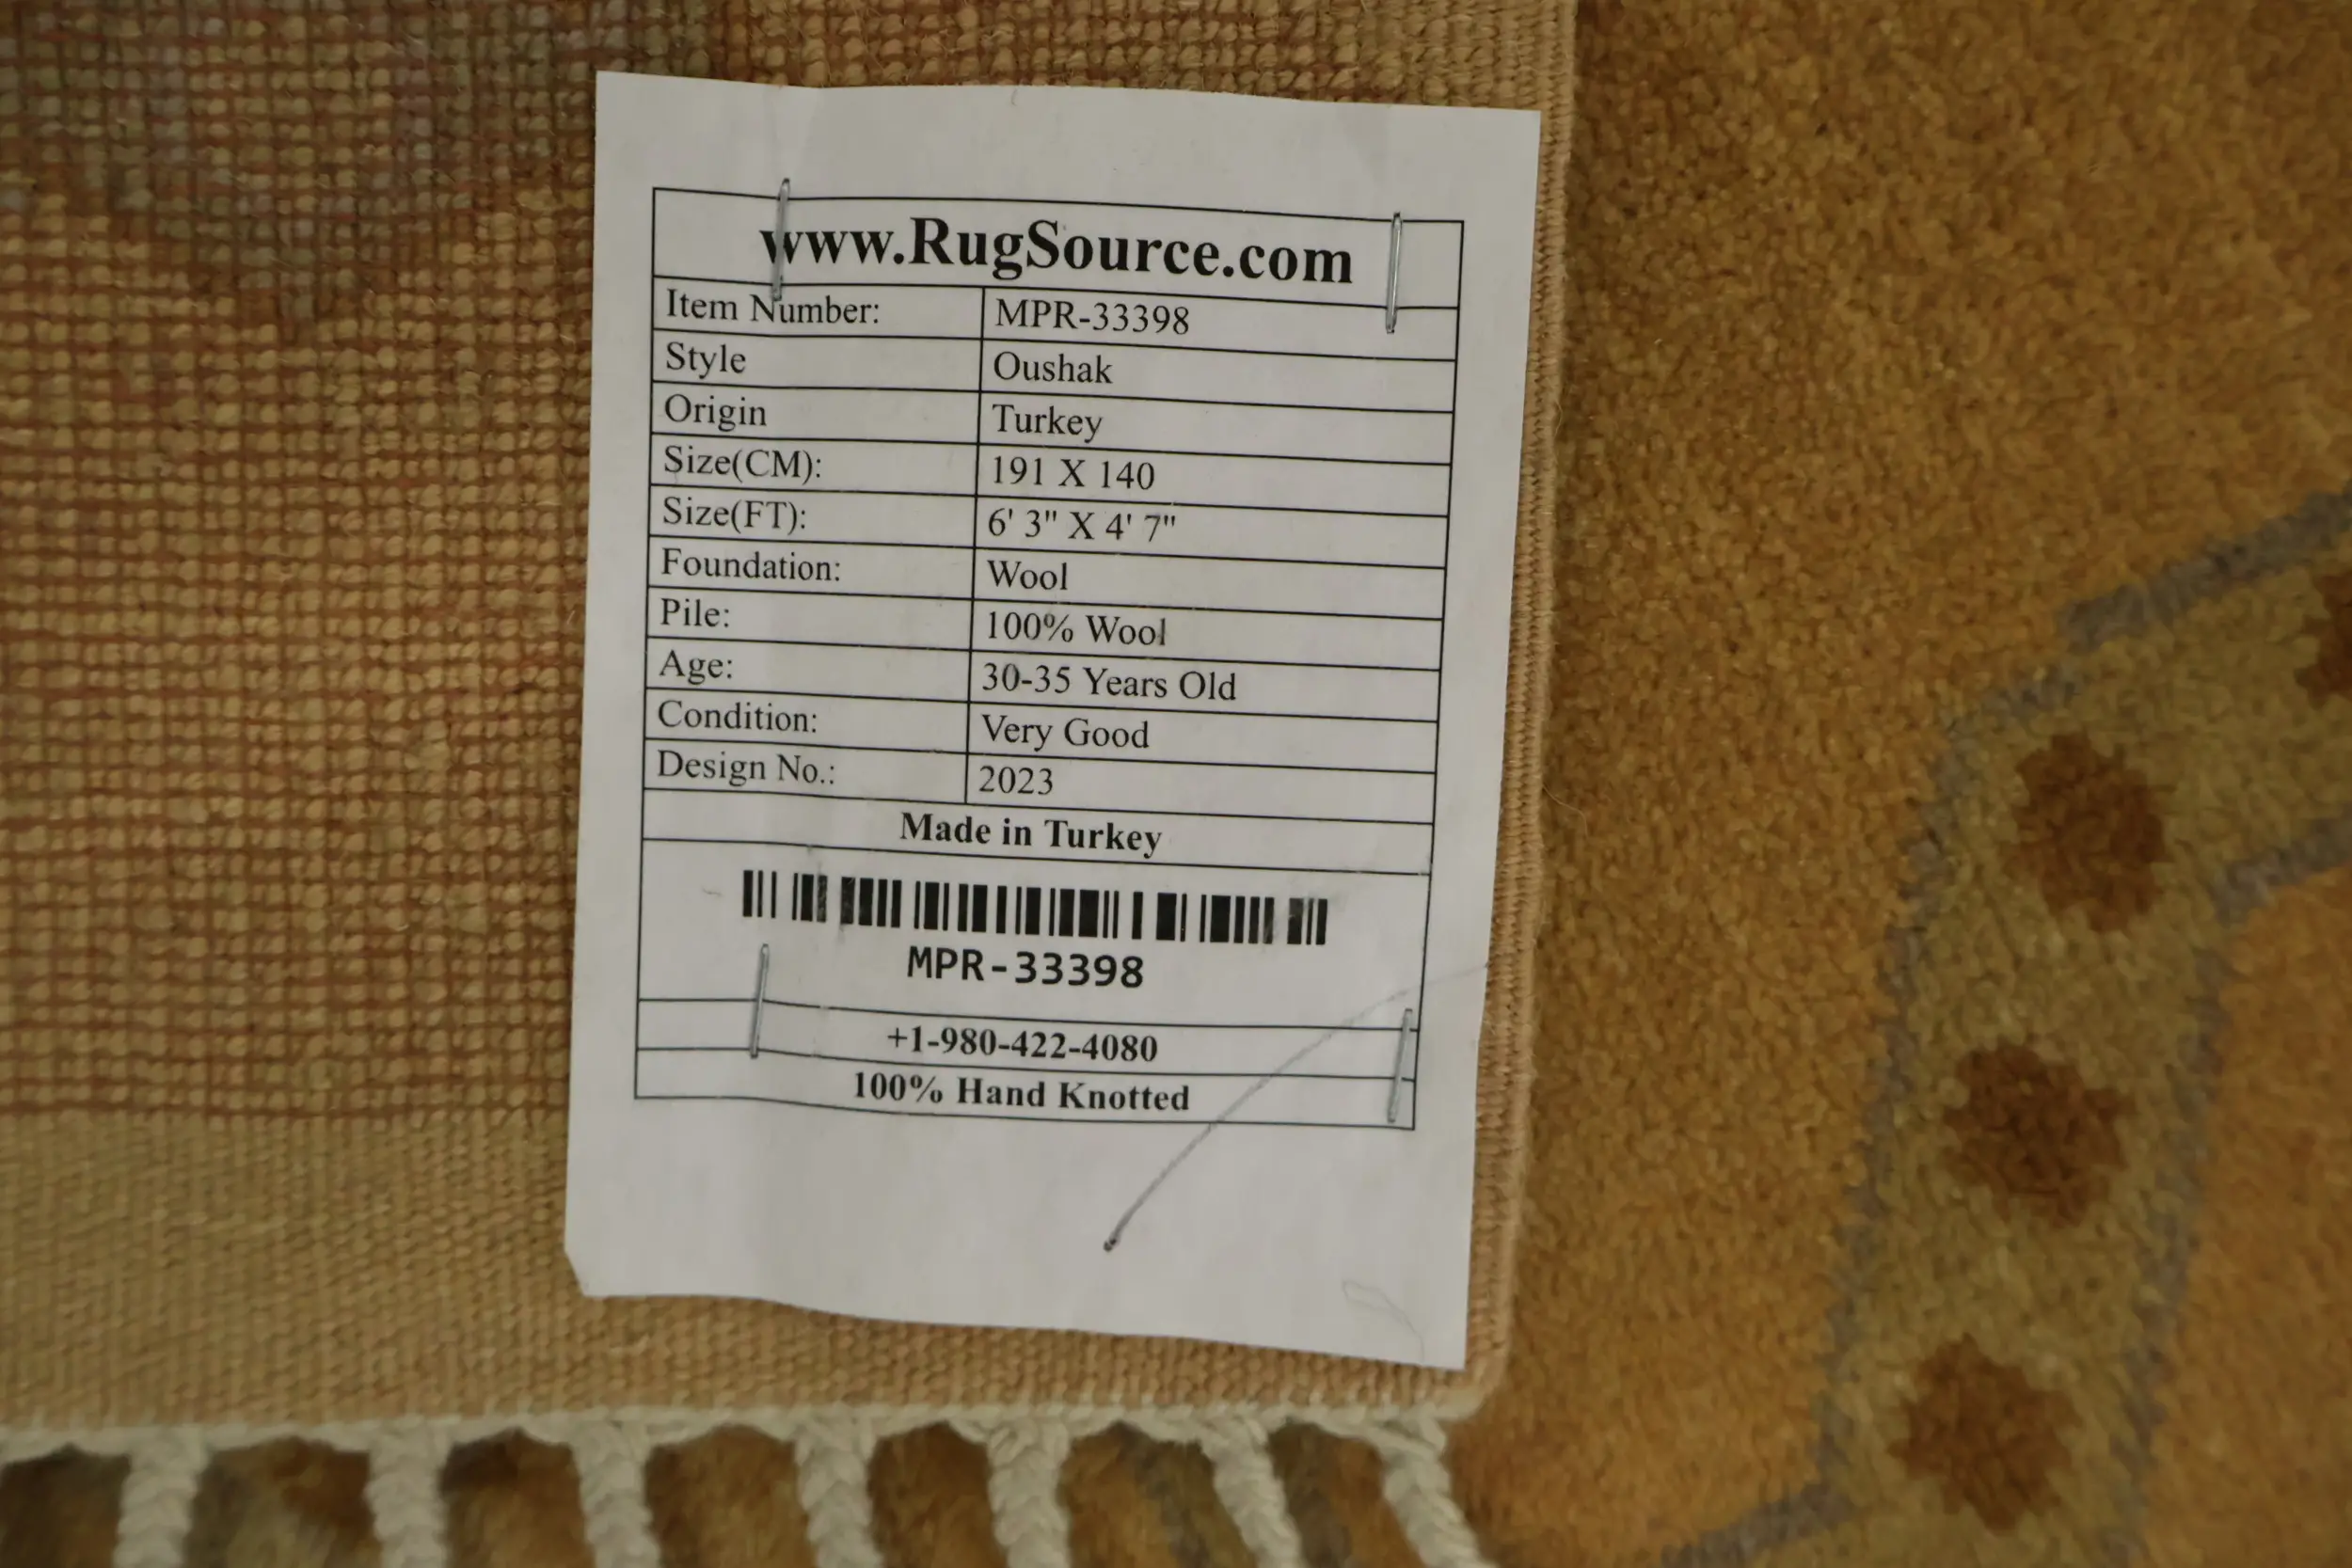 www.RugSource.com
Item Number: MPR-33398
Style Oushak
Origin Turkey
Size(CM): 191 X 140
Size(FT): 6' 3" X 4' 7"
Foundation: Wool
Pile: 100% Wool
Age: 30-35 Years Old
Condition: Very Good
Design No.: 2023
Made in Turkey
MPR-33398
+1-980-422-4080
100% Hand Knotted